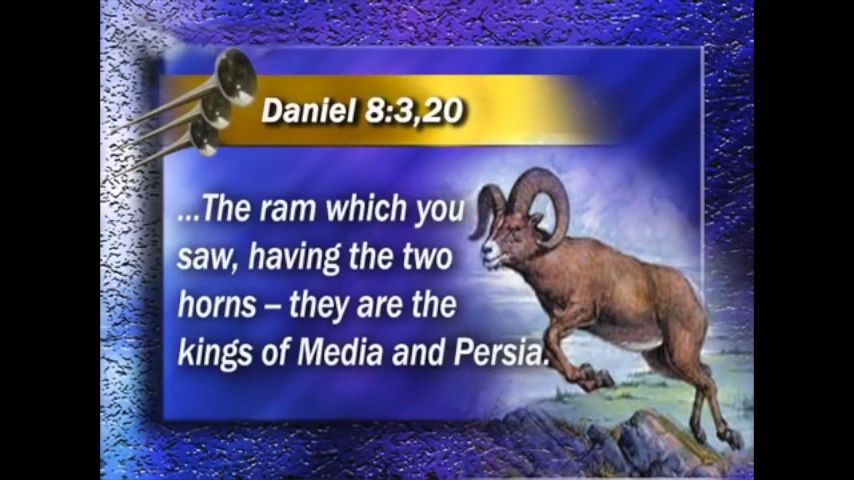 Daniel 8:3,20
...The ram which you
saw, having the two
horns – they are the
kings of Media and Persia.